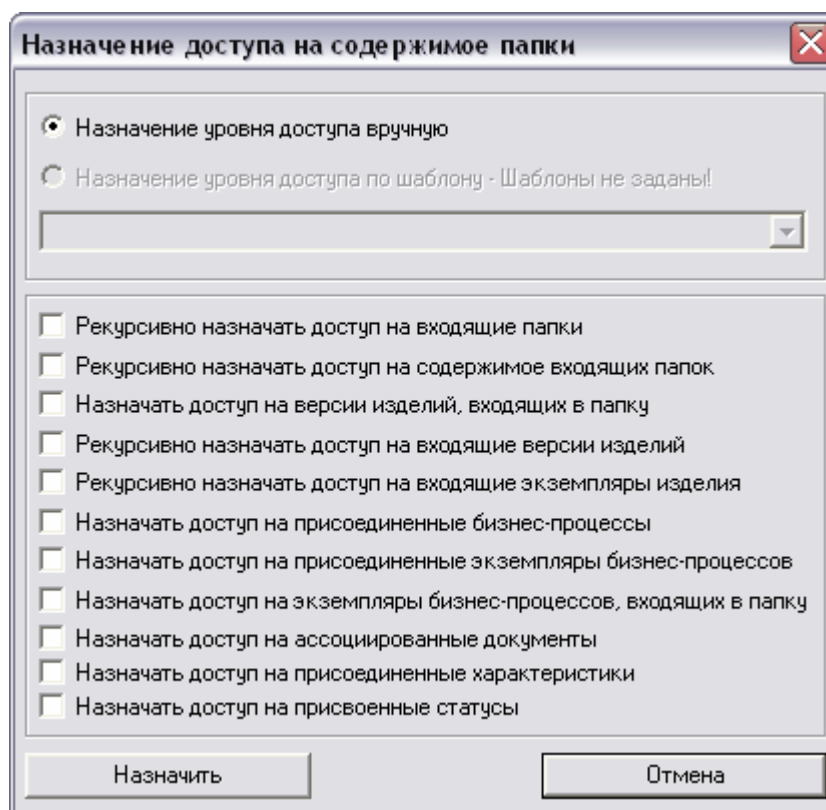 Назначение доступа на содержимое папки
Назначение уровня доступа вручную
Назначение уровня доступа по шаблону - Шаблоны не заданы!
Рекурсивно назначать доступ на входящие папки
Рекурсивно назначать доступ на содержимое входящих папок
Назначать доступ на версии изделий, входящих в папку
Рекурсивно назначать доступ на входящие версии изделий
Рекурсивно назначать доступ на входящие экземпляры изделия
Назначать доступ на присоединенные бизнес-процессы
Назначать доступ на присоединенные экземпляры бизнес-процессов
Назначать доступ на экземпляры бизнес-процессов, входящих в папку
Назначать доступ на ассоциированные документы
Назначать доступ на присоединенные характеристики
Назначать доступ на присвоенные статусы
Назначить
Отмена